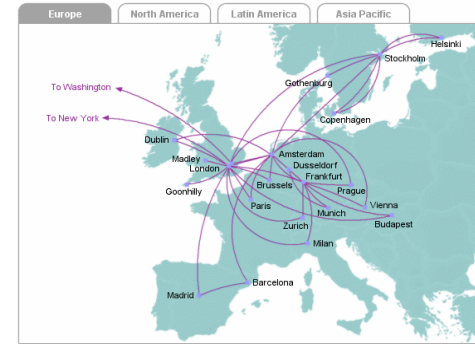 Europe
North America
Latin America
Asia Pacific
Helsinki
Stockholm
Gothenburg
To Washington
To New York
Copenhagen
Dublin
Madley
London
Amsterdam
Dusseldorf
Frankfurt
Goonhilly
Brussels
Prague
Paris
Munich
Vienna
Zurich
Budapest
Milan
Barcelona
Madrid